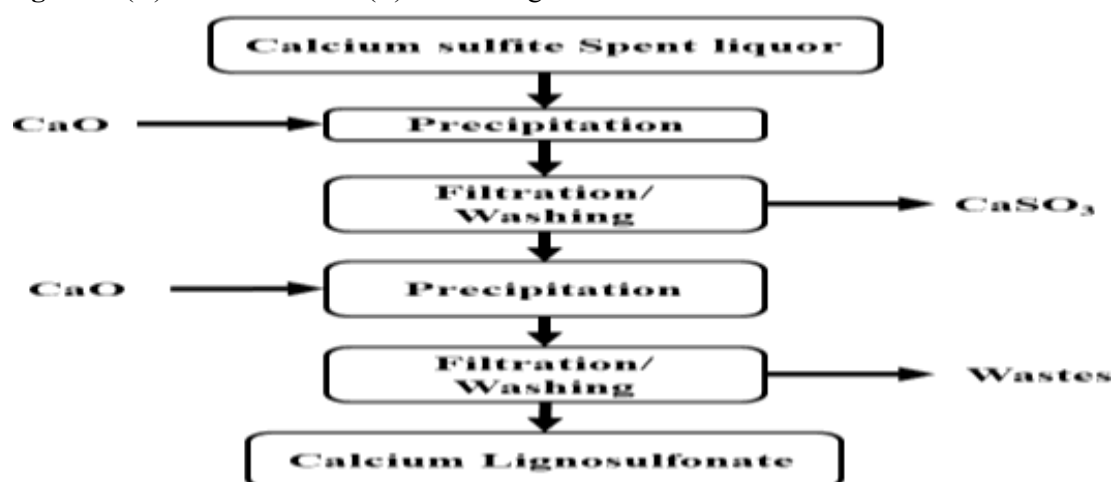 Calcium sulfite Spent liquor
CaO
Precipitation
Filtration/
Washing
CaSO₃
CaO
Precipitation
Filtration/
Washing
Wastes
Calcium Lignosulfonate